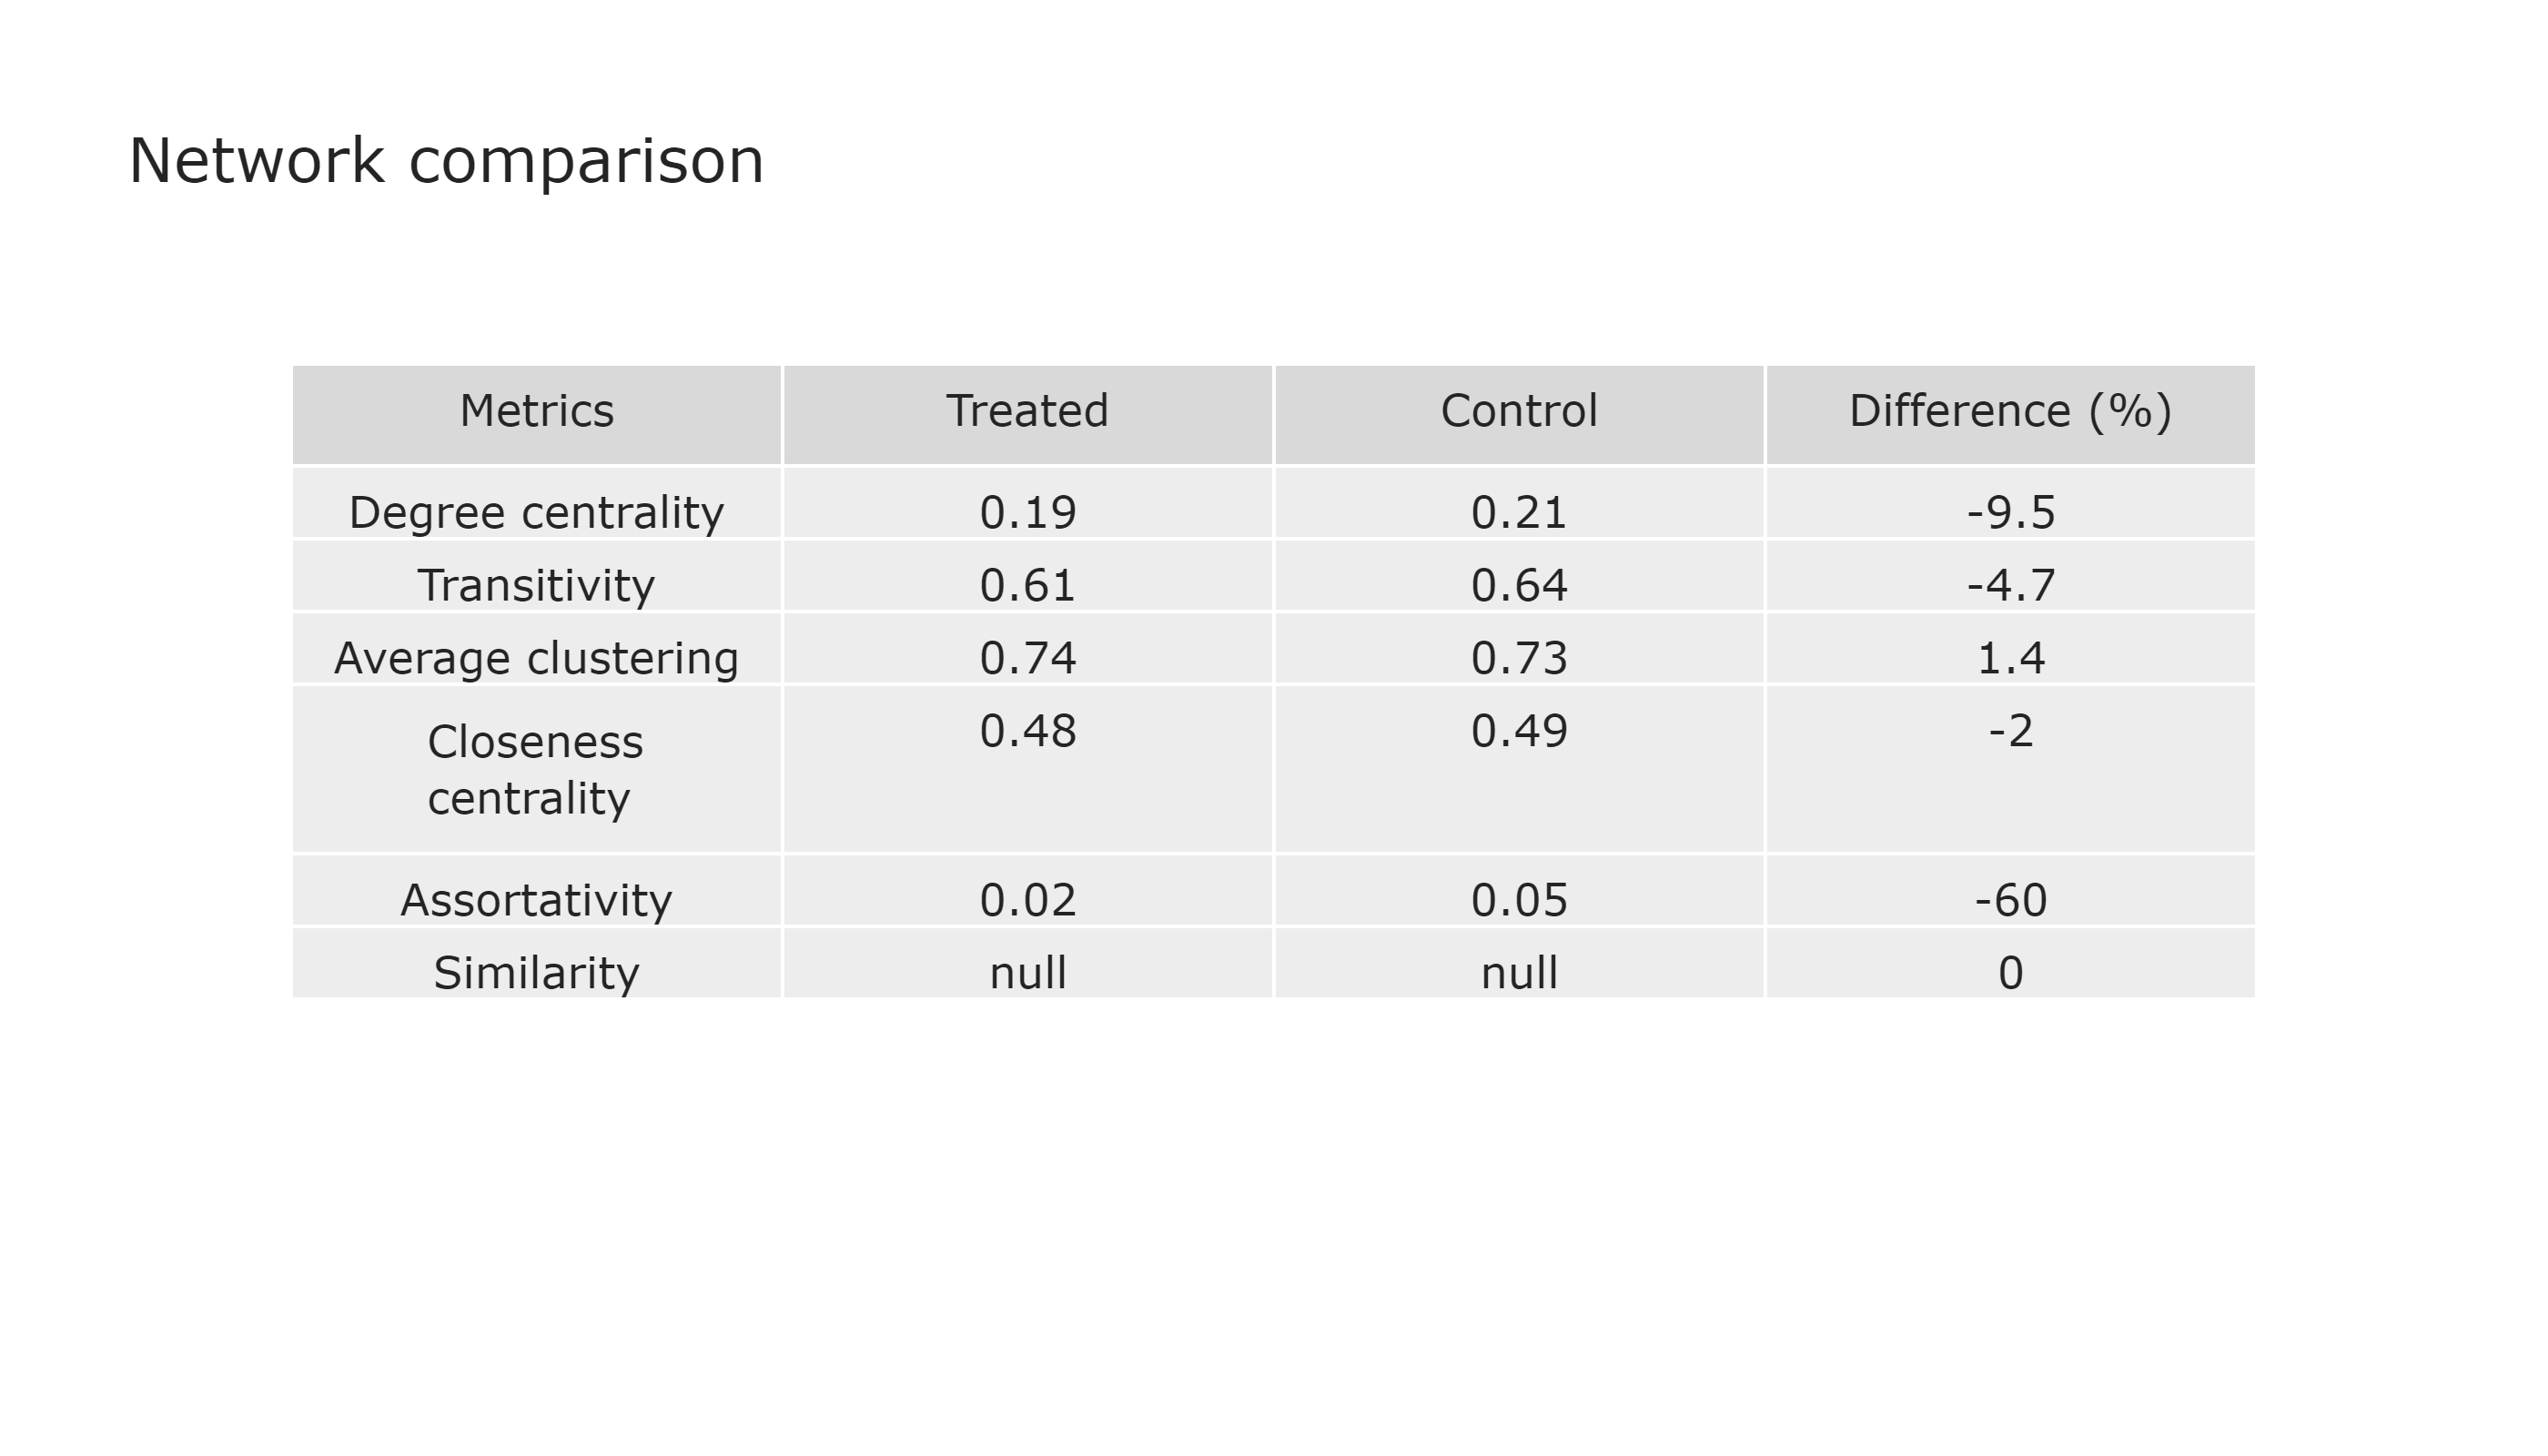 Network comparison
Metrics Treated Control Difference (%)
Degree centrality 0.19 0.21 -9.5
Transitivity 0.61 0.64 -4.7
Average clustering 0.74 0.73 1.4
Closeness 0.48 0.49 -2
centrality
Assortativity 0.02 0.05 -60
Similarity null null 0